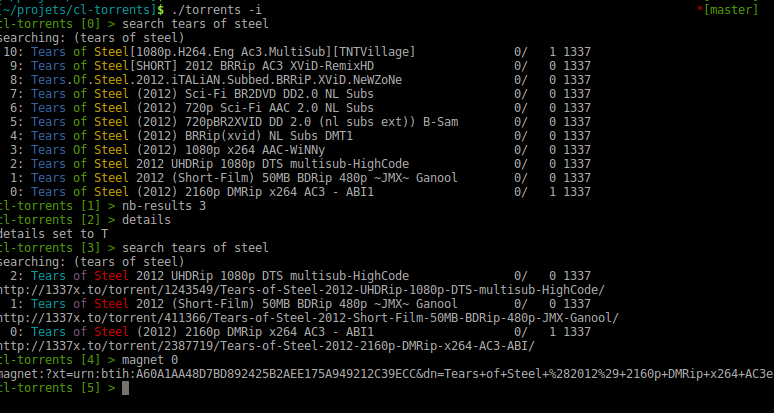 [~/projets/cl-torrents]$ ./torrents -i *[master]
cl-torrents [0] > search tears of steel
searching: (tears of steel)
10: Tears of Steel[1080p.H264.Eng Ac3.MultiSub][TNTVillage] 0/ 1 1337
9: Tears of Steel[SHORT] 2012 BRRip AC3 XViD-RemixHD 0/ 0 1337
8: Tears.Of.Steel.2012.iTALiAN.Subbed.BRRiP.XViD.NeWZoNe 0/ 0 1337
7: Tears of Steel (2012) Sci-Fi BR2DVD DD2.0 NL Subs 0/ 0 1337
6: Tears of Steel (2012) 720p Sci-Fi AAC 2.0 NL Subs 0/ 0 1337
5: Tears of Steel (2012) 720pBR2XVID DD 2.0 (nl subs ext)) B-Sam 0/ 0 1337
4: Tears of Steel (2012) BRRip(xvid) NL Subs DMT1 0/ 0 1337
3: Tears Of Steel (2012) 1080p x264 AAC-WiNNy 0/ 0 1337
2: Tears of Steel 2012 UHDRip 1080p DTS multisub-HighCode 0/ 0 1337
1: Tears of Steel 2012 (Short-Film) 50MB BDRip 480p ~JMX~ Ganool 0/ 0 1337
0: Tears of Steel (2012) 2160p DMRip x264 AC3 - ABI1 0/ 1 1337
cl-torrents [1] > nb-results 3
cl-torrents [2] > details
details set to T
cl-torrents [3] > search tears of steel
searching: (tears of steel)
2: Tears of Steel 2012 UHDRip 1080p DTS multisub-HighCode 0/ 0 1337
http://1337x.to/torrent/1243549/Tears-of-Steel-2012-UHDRip-1080p-DTS-multisub-HighCode/
1: Tears of Steel 2012 (Short-Film) 50MB BDRip 480p ~JMX~ Ganool 0/ 0 1337
http://1337x.to/torrent/411366/Tears-of-Steel-2012-Short-Film-50MB-BDRip-480p-JMX-Ganool/
0: Tears of Steel (2012) 2160p DMRip x264 AC3 - ABI1 0/ 1 1337
http://1337x.to/torrent/2387719/Tears-of-Steel-2012-2160p-DMRip-x264-AC3-ABI/
cl-torrents [4] > magnet 0
magnet:?xt=urn:btih:A60A1AA48D7BD892425B2AEE175A949212C39ECC&dn=Tears+of+Steel+%282012%29+2160p+DMRip+x264+AC3e
cl-torrents [5] >